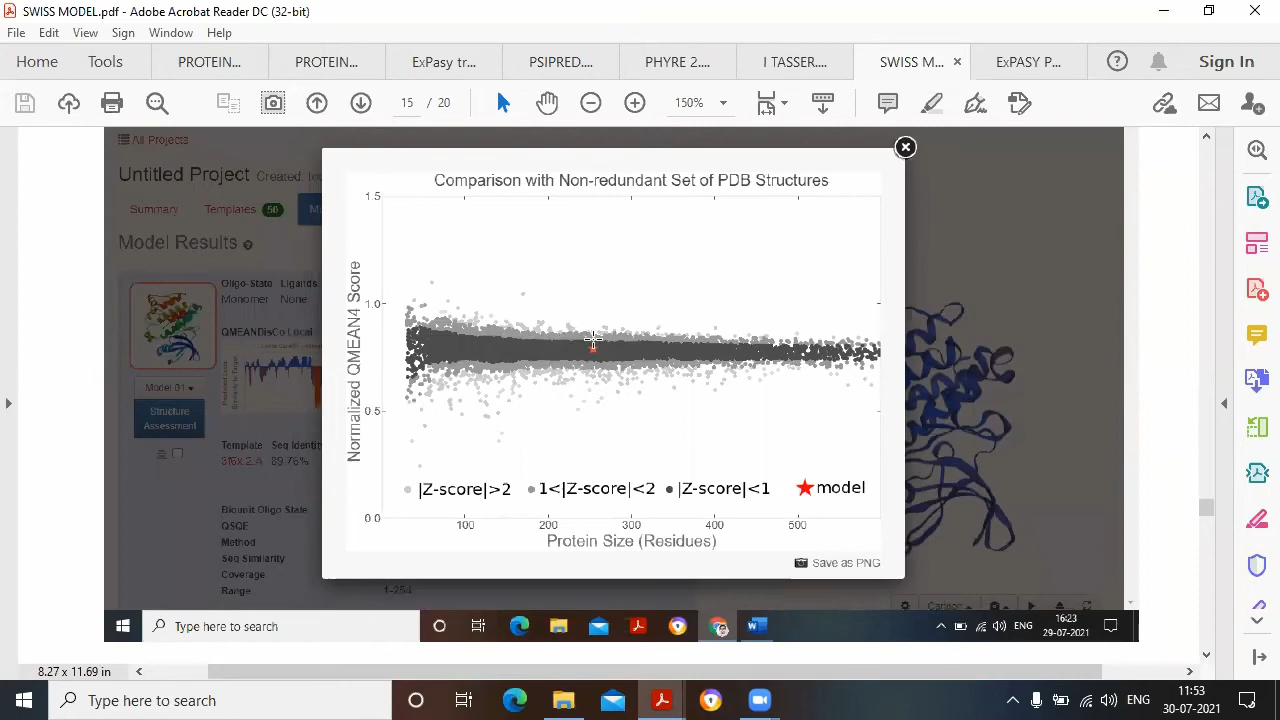 SWISS MODEL.pdf - Adobe Acrobat Reader DC (32-bit)
File Edit View Sign Window Help
Home Tools PROTEIN... PROTEIN... ExPasy tr... PSIPRED.... PHYRE 2.... I TASSER.... SWISS M... ExPASY P... Sign In
15 / 20 150%
All Projects
Untitled Project Created:
Summary Templates 50
Model Results
Oligo-State Ligands
Monomer None
QMEANDisCo Local
Model 01
Structure
Assessment
Template Seq Identity
89.76%
Biounit Oligo State
QSQE
Method
Seq Similarity
Coverage
Range 1-254
Comparison with Non-redundant Set of PDB Structures
Normalized QMEAN4 Score
1.5
1.0
0.5
0.0
|Z-score|>2 1<|Z-score|<2 |Z-score|<1 model
100 200 300 400 500
Protein Size (Residues)
Save as PNG
Cartoon
Type here to search ENG 16:23
29-07-2021
8.27 x 11.69 in
Type here to search ENG 11:53
30-07-2021